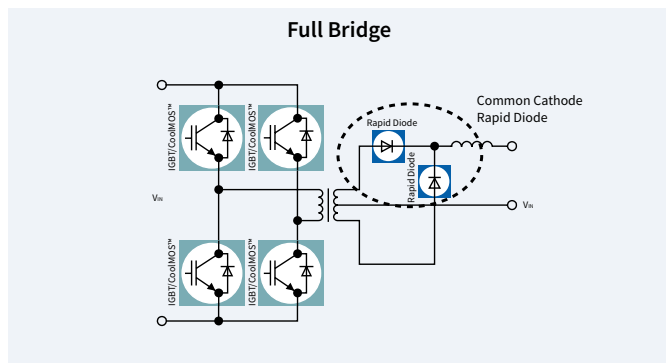 Full Bridge
IGBT/CoolMOS™
IGBT/CoolMOS™
Rapid Diode
Common Cathode
Rapid Diode
Rapid Diode
VIN
VIN
IGBT/CoolMOS™
IGBT/CoolMOS™